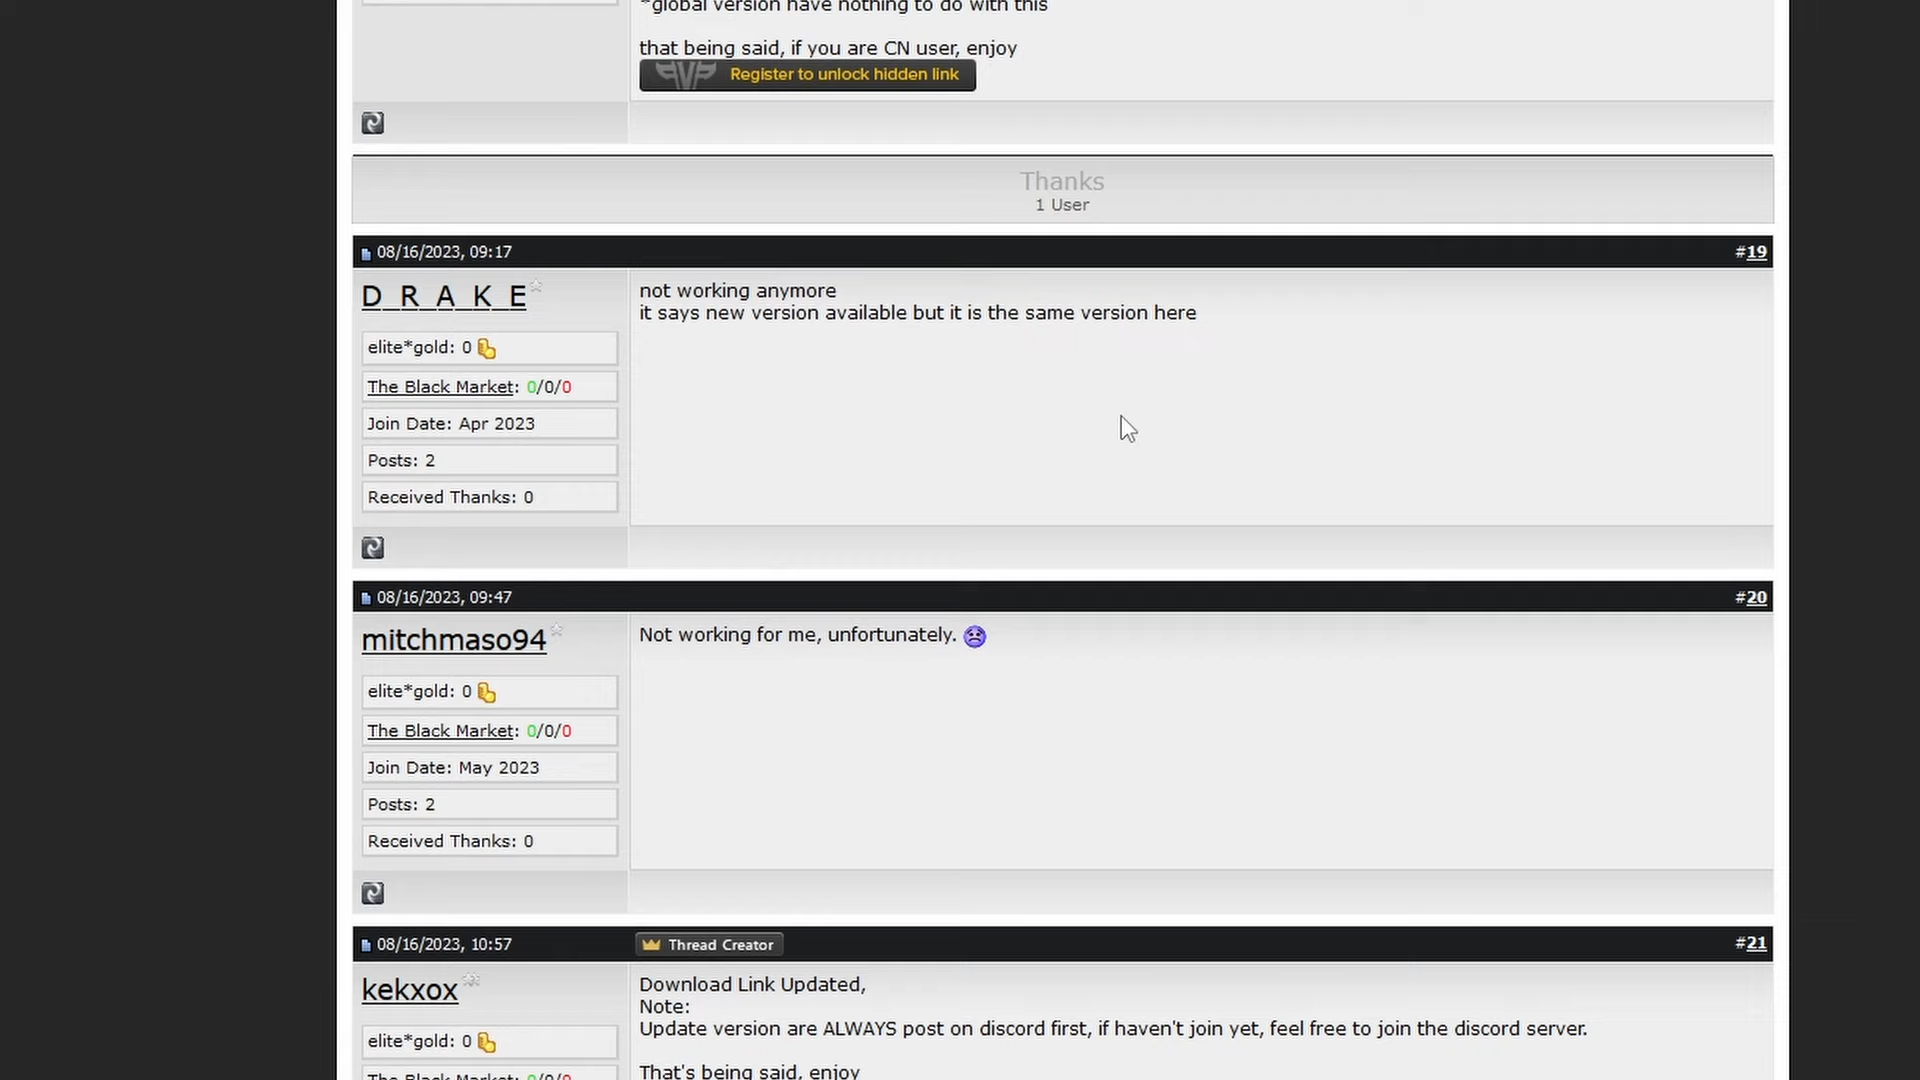 *global version have nothing to do with this
that being said, if you are CN user, enjoy
Register to unlock hidden link
Thanks
1 User
08/16/2023, 09:17
#19
D_R_A_K_E
not working anymore
it says new version available but it is the same version here
elite*gold: 0
The Black Market: 0/0/0
Join Date: Apr 2023
Posts: 2
Received Thanks: 0
08/16/2023, 09:47
#20
mitchmaso94
Not working for me, unfortunately.
elite*gold: 0
The Black Market: 0/0/0
Join Date: May 2023
Posts: 2
Received Thanks: 0
08/16/2023, 10:57
Thread Creator
#21
kekxox
Download Link Updated,
Note:
Update version are ALWAYS post on discord first, if haven't join yet, feel free to join the discord server.
elite*gold: 0
That's being said, enjoy
The Black Market: 0/0/0